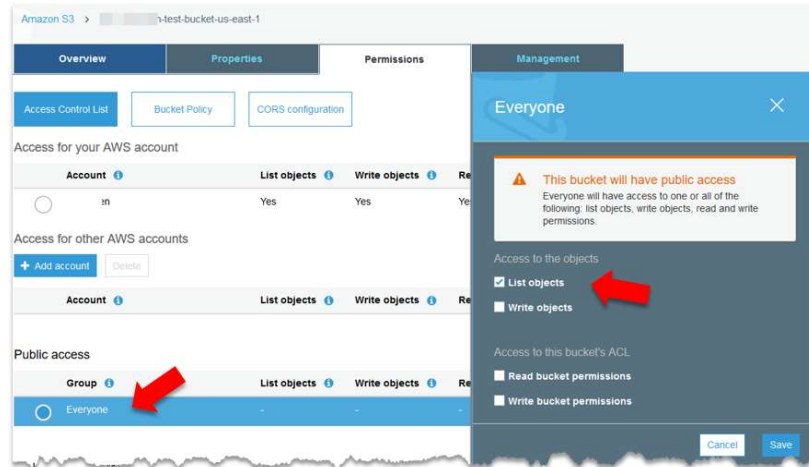 Amazon S3 > n-test-bucket-us-east-1
Overview Properties Permissions Management
Access Control List Bucket Policy CORS configuration
Access for your AWS account
Account List objects Write objects Re
en
Yes Yes Ye
Access for other AWS accounts
+ Add account Delete
Account List objects Write objects Re
Public access
Group List objects Write objects Re
Everyone - - -
Everyone
This bucket will have public access
Everyone will have access to one or all of the
following: list objects, write objects, read and write
permissions.
Access to the objects
List objects
Write objects
Access to this bucket's ACL
Read bucket permissions
Write bucket permissions
Cancel Save